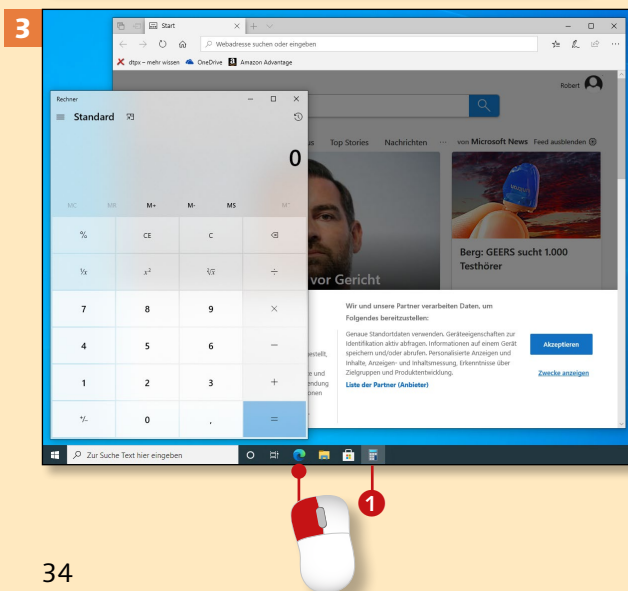 3
Start
Webadresse suchen oder eingeben
dtpx – mehr wissen OneDrive Amazon Advantage
Robert
Rechner
Standard
0
MC MR M+ M- MS M˅
% CE C
⅟x x² ²√x ÷
7 8 9 ×
4 5 6 −
1 2 3 +
+/- 0 , =
us Top Stories Nachrichten ··· von Microsoft News Feed ausblenden
vor Gericht
Berg: GEERS sucht 1.000
Testhörer
Wir und unsere Partner verarbeiten Daten, um
Folgendes bereitzustellen:
Genaue Standortdaten verwenden. Geräteeigenschaften zur
Identifikation aktiv abfragen. Informationen auf einem Gerät
speichern und/oder abrufen. Personalisierte Anzeigen und
Inhalte, Anzeigen- und Inhaltsmessung, Erkenntnisse über
Zielgruppen und Produktentwicklung.
Liste der Partner (Anbieter)
Akzeptieren
Zwecke anzeigen
Zur Suche Text hier eingeben
1
34